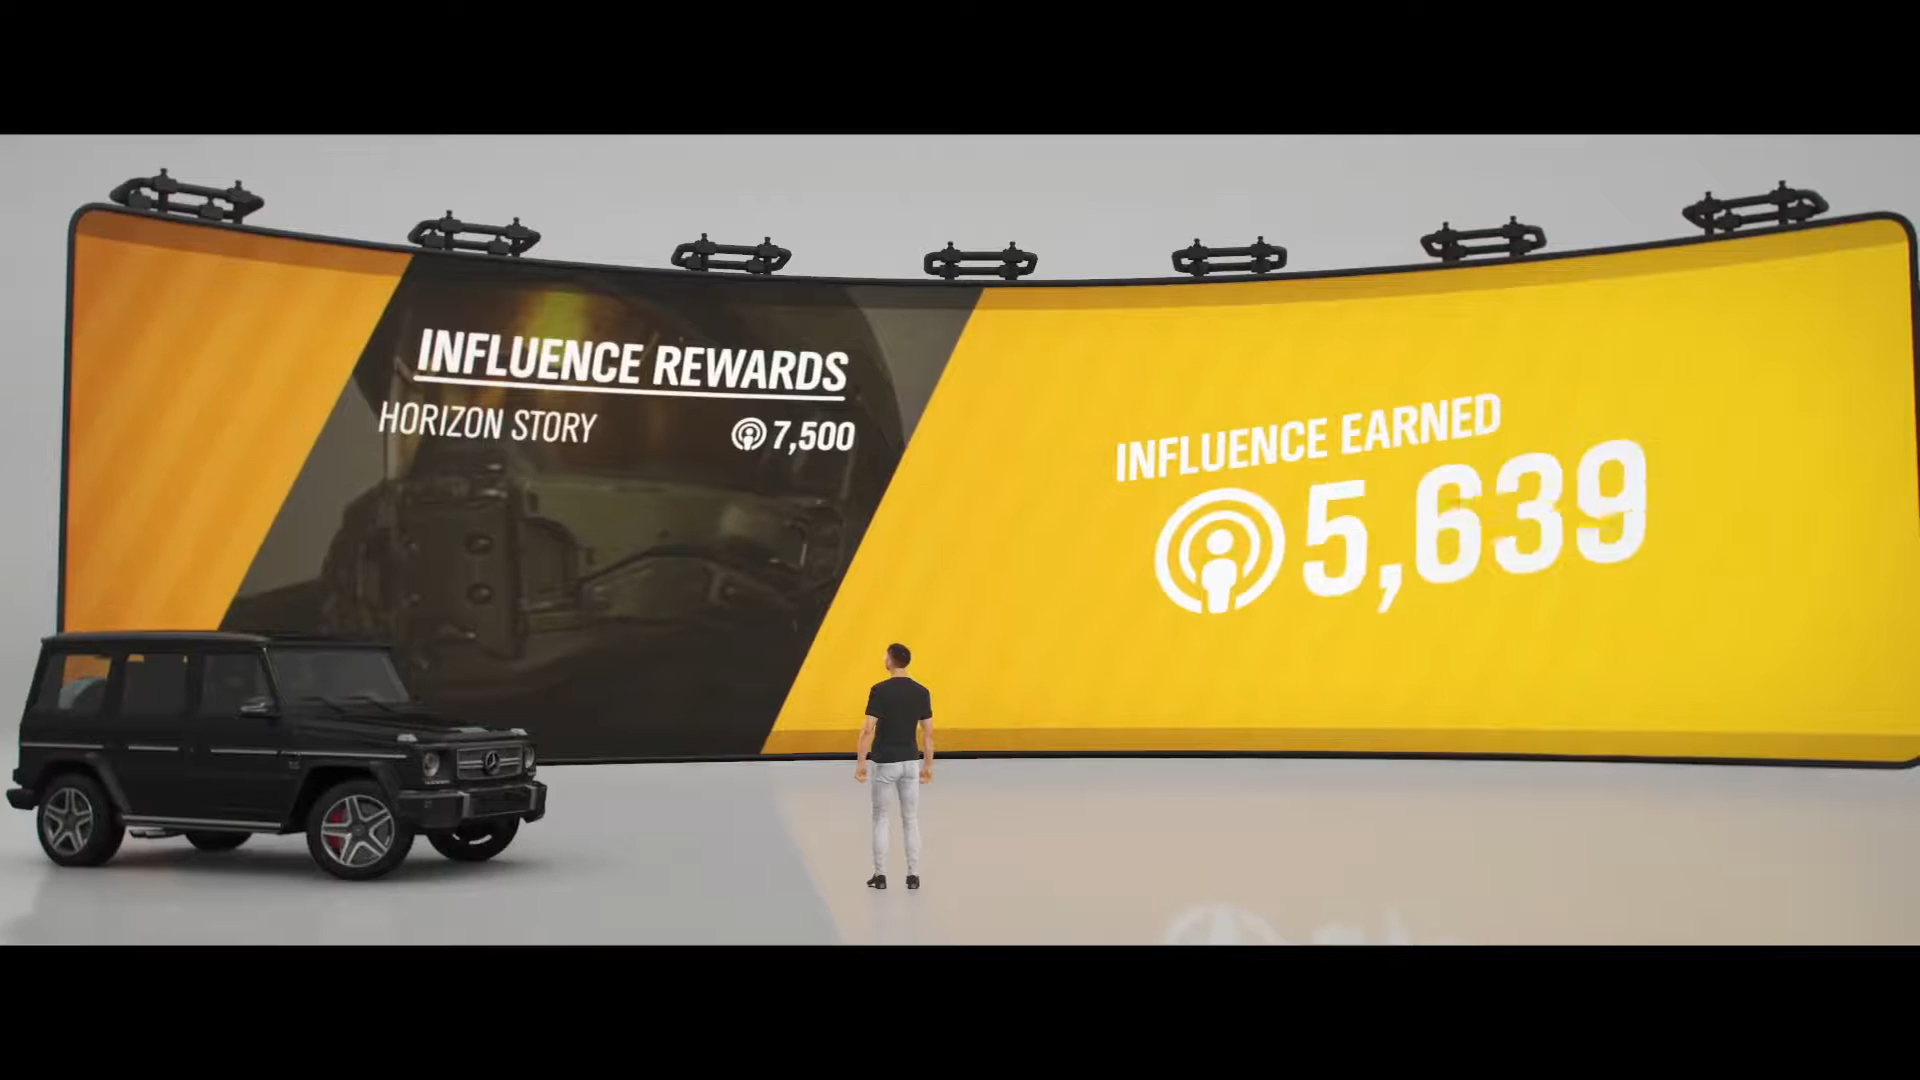 INFLUENCE REWARDS
HORIZON STORY 7,500
INFLUENCE EARNED
5,639